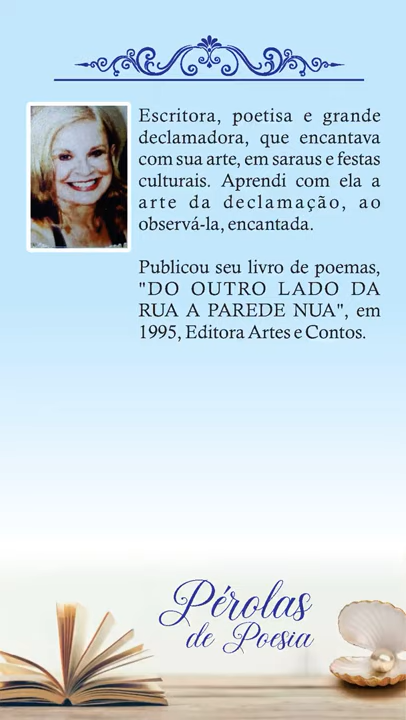 Escritora, poetisa e grande
declamadora, que encantava
com sua arte, em saraus e festas
culturais. Aprendi com ela a
arte da declamação, ao
observá-la, encantada.
Publicou seu livro de poemas,
"DO OUTRO LADO DA
RUA A PAREDE NUA", em
1995, Editora Artes e Contos.
Pérolas
de Poesia